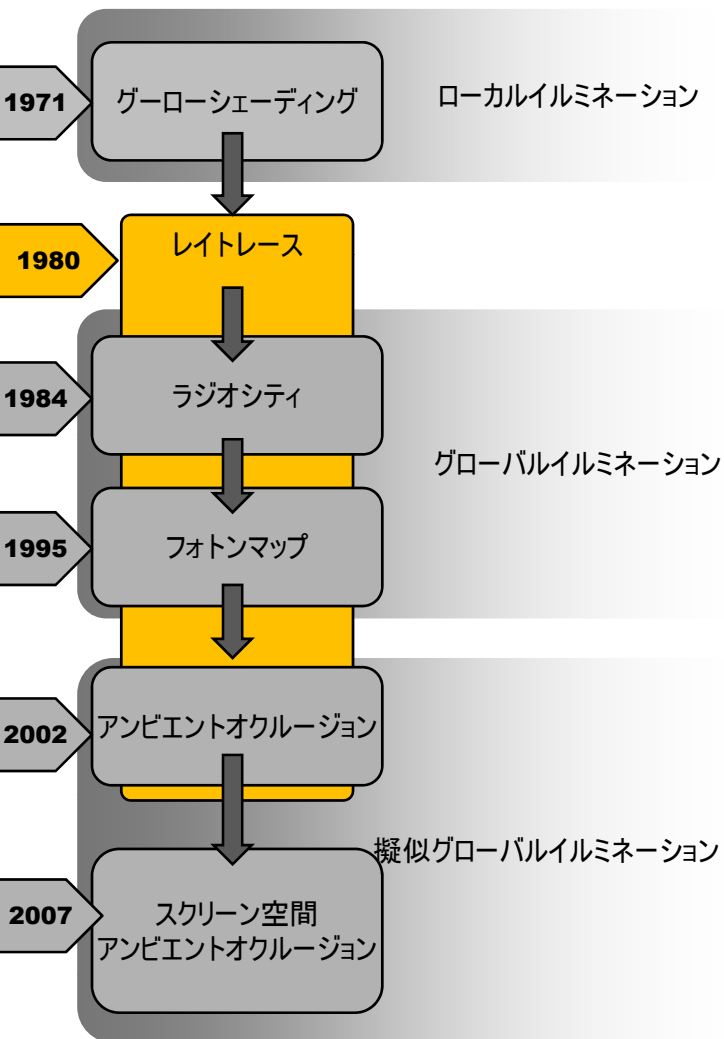 1971
グーローシェーディング
ローカルイルミネーション
1980
レイトレース
1984
ラジオシティ
グローバルイルミネーション
1995
フォトンマップ
2002
アンビエントオクルージョン
擬似グローバルイルミネーション
2007
スクリーン空間
アンビエントオクルージョン